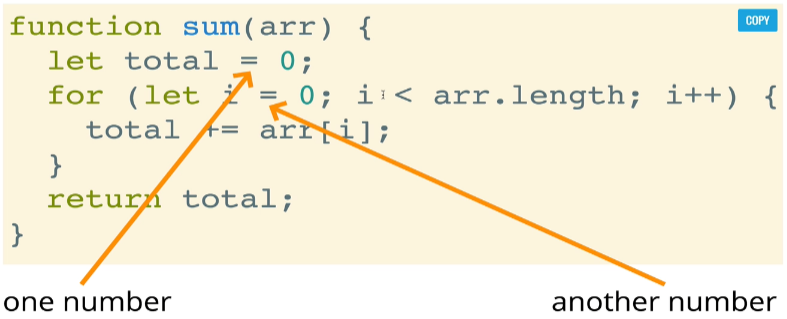 function sum(arr) {
COPY
let total = 0;
for (let i = 0; i < arr.length; i++) {
total += arr[i];
}
return total;
}
one number
another number